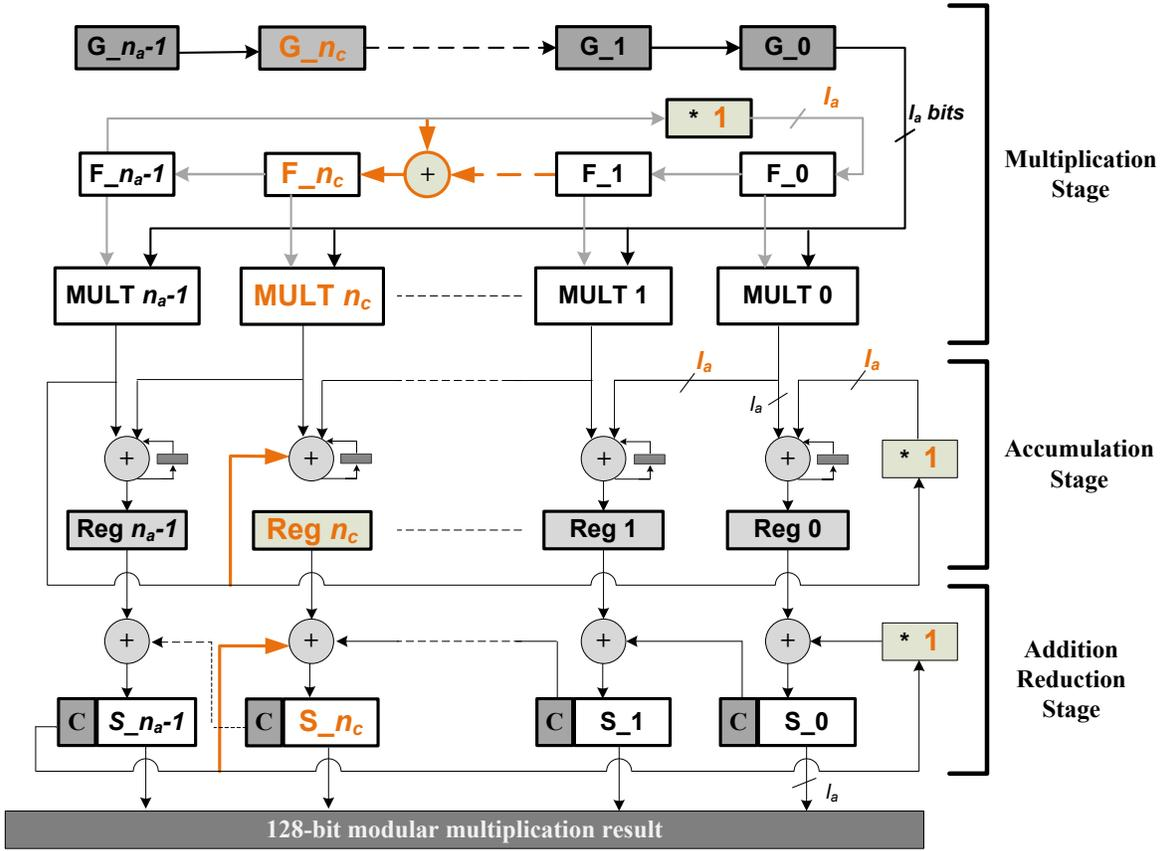 G_na-1 G_nc G_1 G_0
* 1 la la bits
F_na-1 F_nc + F_1 F_0
Multiplication
Stage
MULT na-1 MULT nc MULT 1 MULT 0
la la
la
+ + + + * 1
Accumulation
Stage
Reg na-1 Reg nc Reg 1 Reg 0
+ + + + * 1
Addition
Reduction
Stage
C S_na-1 C S_nc C S_1 C S_0
la
128-bit modular multiplication result